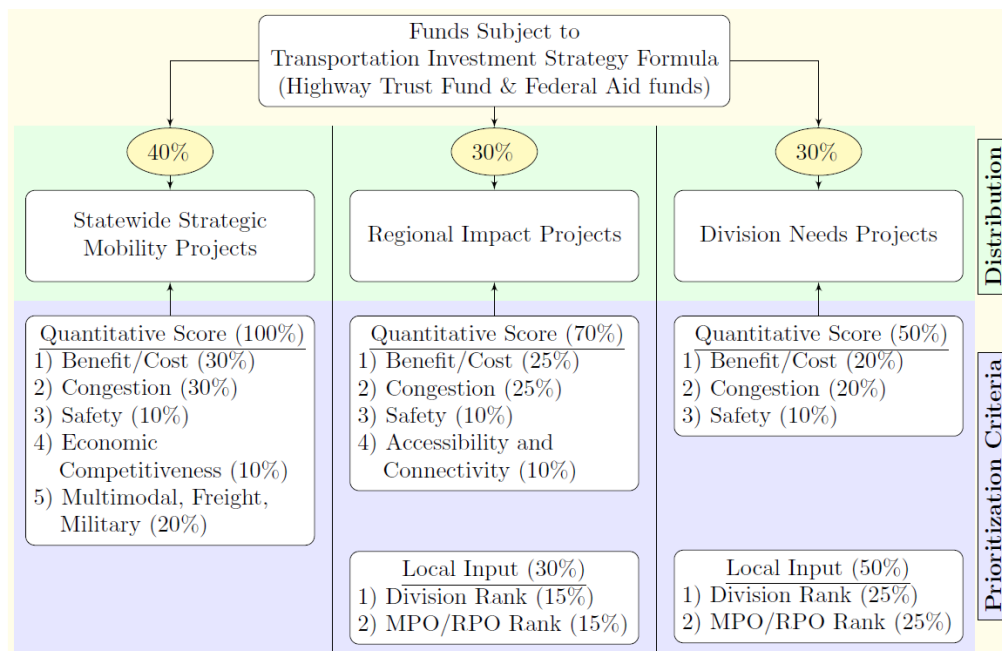 Funds Subject to
Transportation Investment Strategy Formula
(Highway Trust Fund & Federal Aid funds)
40%
30%
30%
Statewide Strategic
Mobility Projects
Regional Impact Projects
Division Needs Projects
Distribution
Quantitative Score (100%)
1) Benefit/Cost (30%)
2) Congestion (30%)
3) Safety (10%)
4) Economic
Competitiveness (10%)
5) Multimodal, Freight,
Military (20%)
Quantitative Score (70%)
1) Benefit/Cost (25%)
2) Congestion (25%)
3) Safety (10%)
4) Accessibility and
Connectivity (10%)
Local Input (30%)
1) Division Rank (15%)
2) MPO/RPO Rank (15%)
Quantitative Score (50%)
1) Benefit/Cost (20%)
2) Congestion (20%)
3) Safety (10%)
Local Input (50%)
1) Division Rank (25%)
2) MPO/RPO Rank (25%)
Prioritization Criteria